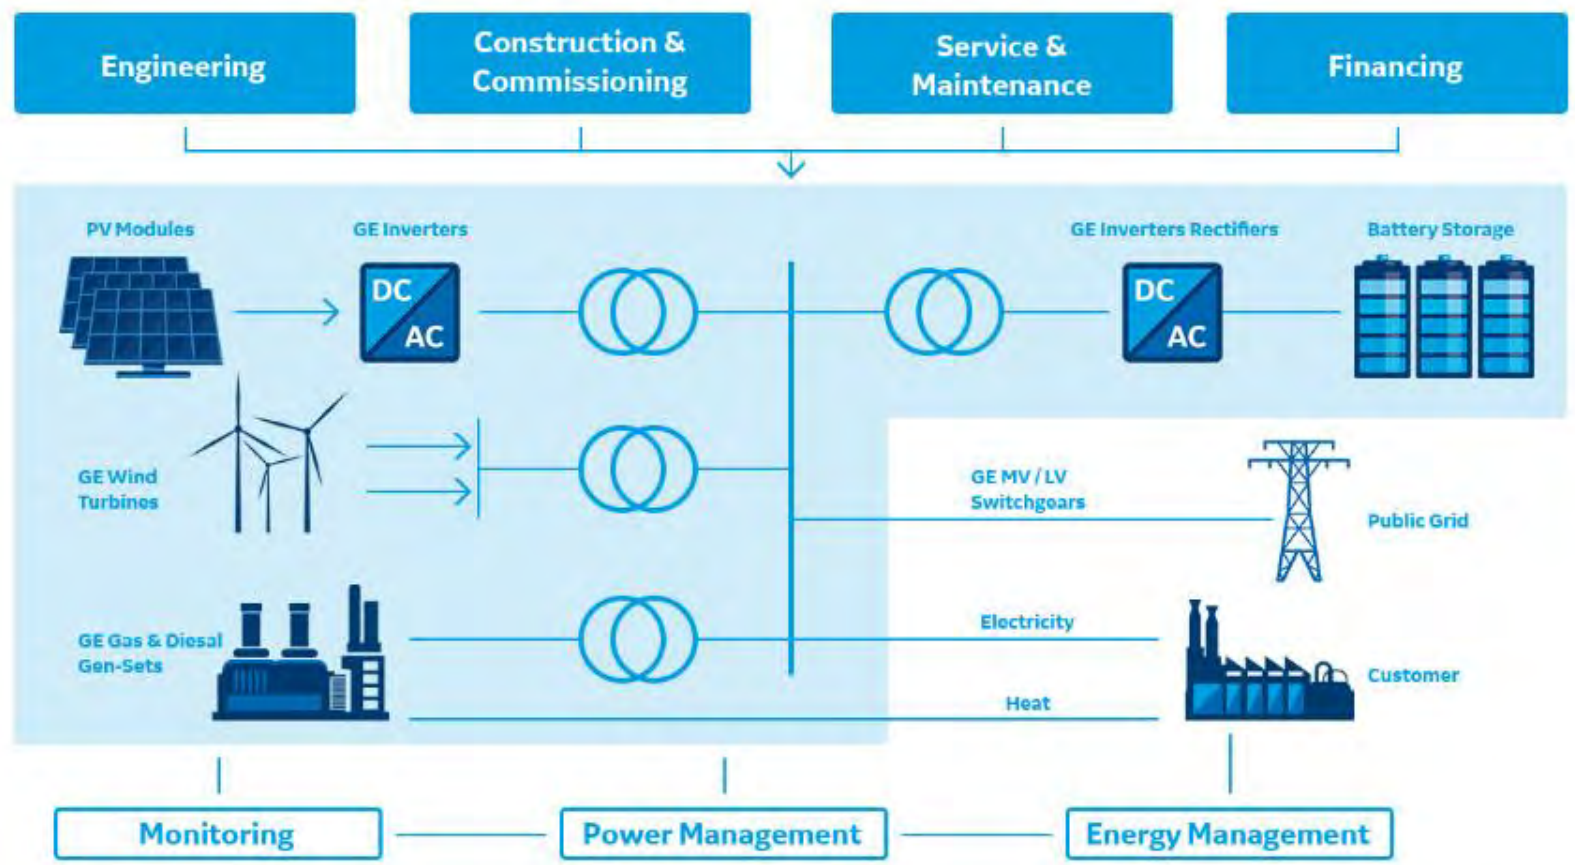 Engineering
Construction &
Commissioning
Service &
Maintenance
Financing
PV Modules
GE Inverters
GE Inverters Rectifiers
Battery Storage
DC
AC
DC
AC
GE Wind
Turbines
GE MV / LV
Switchgears
Public Grid
GE Gas & Diesal
Gen-Sets
Electricity
Customer
Heat
Monitoring
Power Management
Energy Management